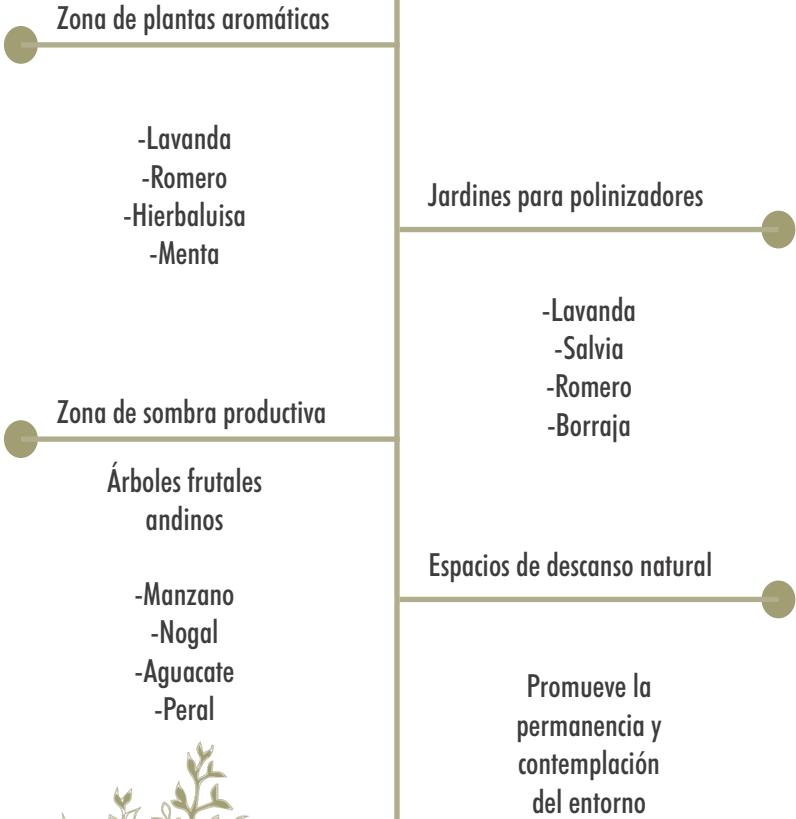 Zona de plantas aromáticas
-Lavanda
-Romero
-Hierbaluisa
-Menta
Jardines para polinizadores
-Lavanda
-Salvia
-Romero
-Borraja
Zona de sombra productiva
Árboles frutales
andinos
-Manzano
-Nogal
-Aguacate
-Peral
Espacios de descanso natural
Promueve la
permanencia y
contemplación
del entorno